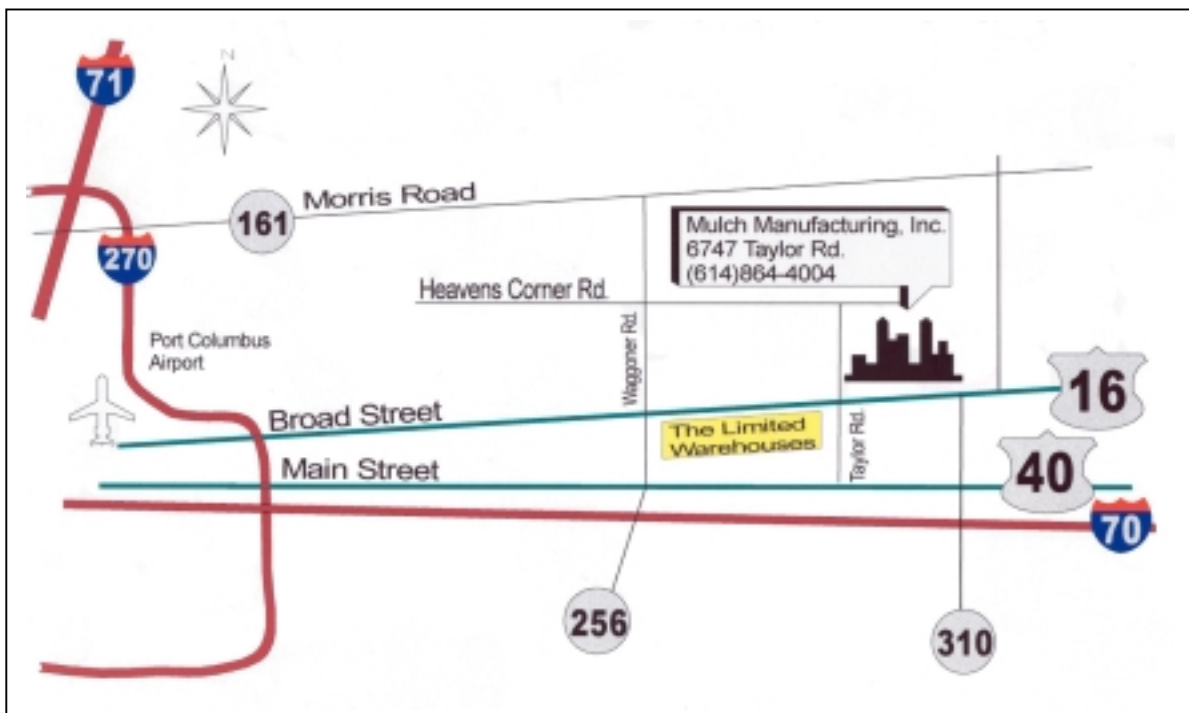 71
N
Morris Road
161
270
Mulch Manufacturing, Inc.
6747 Taylor Rd.
(614)864-4004
Heavens Corner Rd.
Port Columbus
Airport
Waggoner Rd.
16
Broad Street
The Limited
Warehouses
Taylor Rd.
Main Street
40
70
256
310